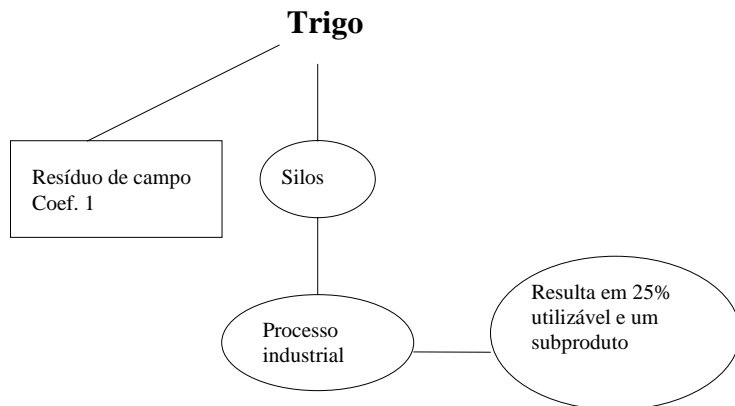 Trigo
Resíduo de campo
Coef. 1
Silos
Processo
industrial
Resulta em 25%
utilizável e um
subproduto